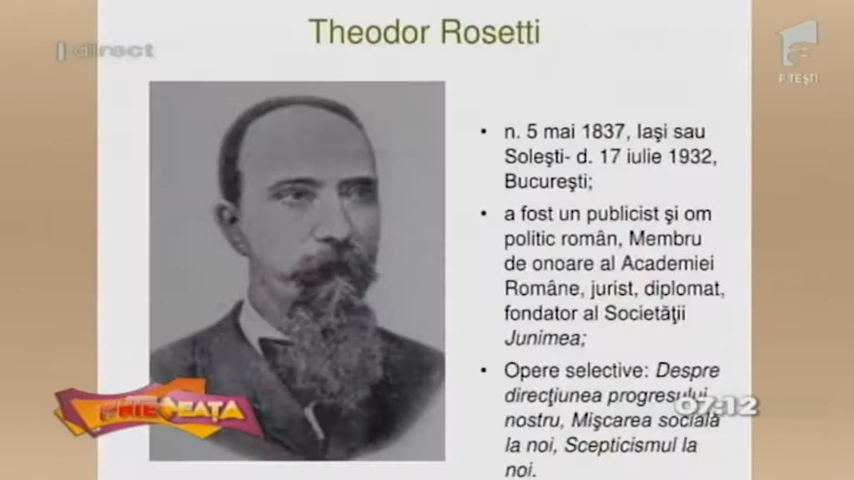 Theodor Rosetti
direct
PITEȘTI
• n. 5 mai 1837, Iaşi sau
Soleşti- d. 17 iulie 1932,
Bucureşti;
• a fost un publicist şi om
politic român, Membru
de onoare al Academiei
Române, jurist, diplomat,
fondator al Societăţii
Junimea;
• Opere selective: Despre
direcţiunea progresului
nostru, Mişcarea socială
la noi, Scepticismul la
noi.
07:12